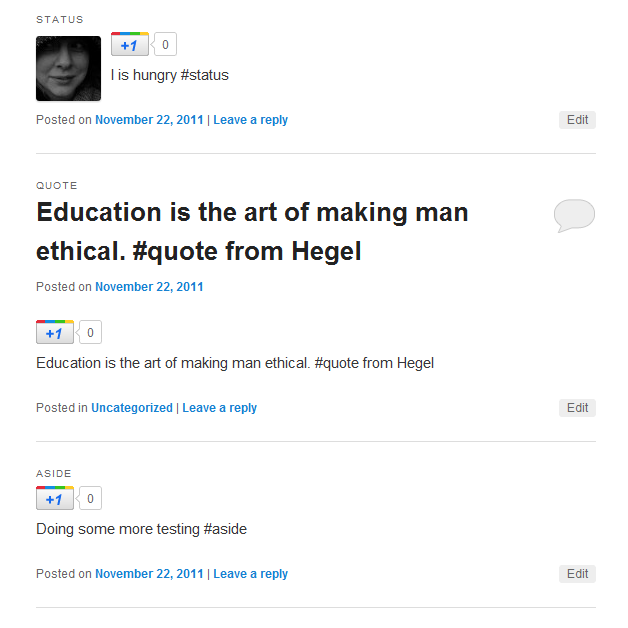 STATUS
+1 0
I is hungry #status
Posted on November 22, 2011 | Leave a reply Edit
QUOTE
Education is the art of making man
ethical. #quote from Hegel
Posted on November 22, 2011
+1 0
Education is the art of making man ethical. #quote from Hegel
Posted in Uncategorized | Leave a reply Edit
ASIDE
+1 0
Doing some more testing #aside
Posted on November 22, 2011 | Leave a reply Edit